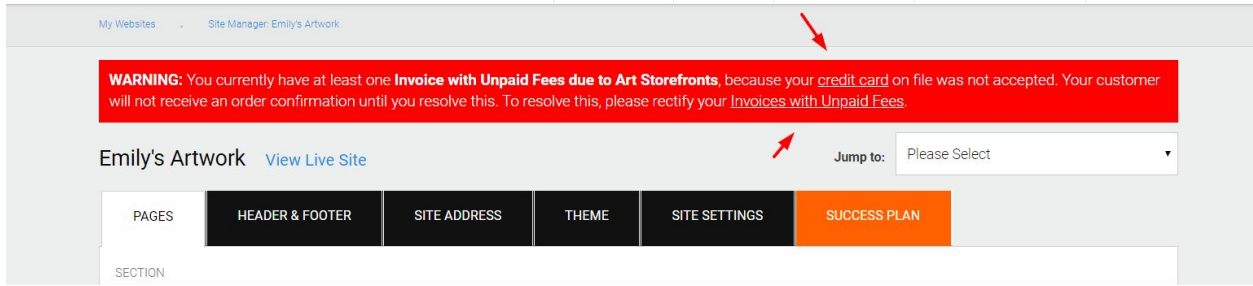 My Websites
Site Manager: Emily's Artwork
WARNING: You currently have at least one Invoice with Unpaid Fees due to Art Storefronts, because your credit card on file was not accepted. Your customer
will not receive an order confirmation until you resolve this. To resolve this, please rectify your Invoices with Unpaid Fees.
Emily's Artwork View Live Site
Jump to: Please Select
PAGES HEADER & FOOTER SITE ADDRESS THEME SITE SETTINGS SUCCESS PLAN
SECTION